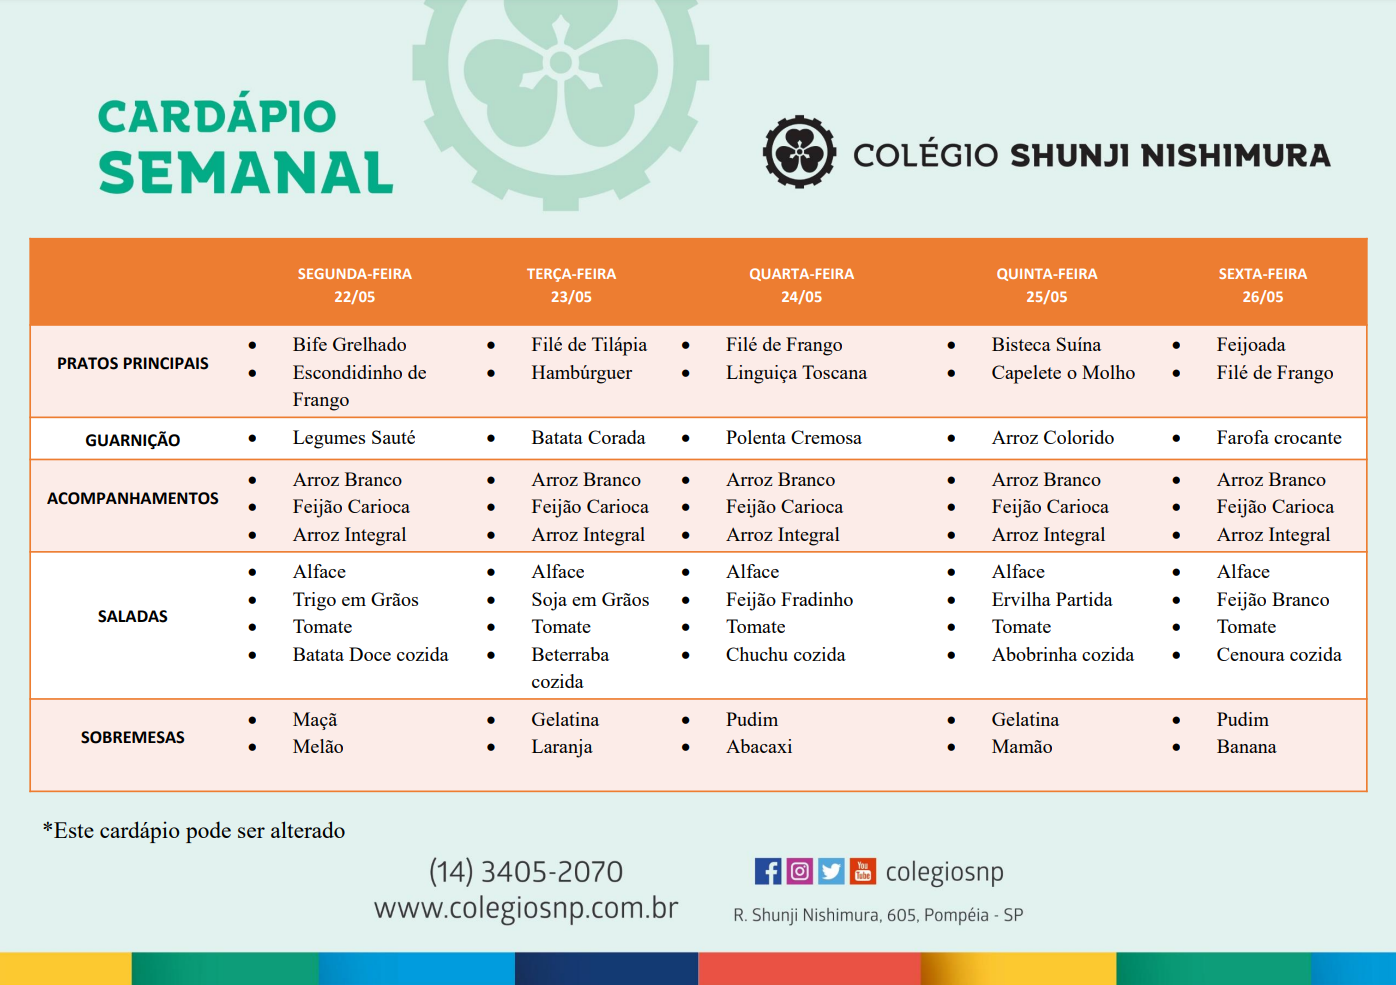 CARDÁPIO
SEMANAL
COLÉGIO SHUNJI NISHIMURA
SEGUNDA-FEIRA TERÇA-FEIRA QUARTA-FEIRA QUINTA-FEIRA SEXTA-FEIRA
22/05 23/05 24/05 25/05 26/05
PRATOS PRINCIPAIS
• Bife Grelhado • Filé de Tilápia • Filé de Frango • Bisteca Suína • Feijoada
• Escondidinho de • Hambúrguer • Linguiça Toscana • Capelete o Molho • Filé de Frango
Frango
GUARNIÇÃO • Legumes Sauté • Batata Corada • Polenta Cremosa • Arroz Colorido • Farofa crocante
ACOMPANHAMENTOS
• Arroz Branco • Arroz Branco • Arroz Branco • Arroz Branco • Arroz Branco
• Feijão Carioca • Feijão Carioca • Feijão Carioca • Feijão Carioca • Feijão Carioca
• Arroz Integral • Arroz Integral • Arroz Integral • Arroz Integral • Arroz Integral
SALADAS
• Alface • Alface • Alface • Alface • Alface
• Trigo em Grãos • Soja em Grãos • Feijão Fradinho • Ervilha Partida • Feijão Branco
• Tomate • Tomate • Tomate • Tomate • Tomate
• Batata Doce cozida • Beterraba • Chuchu cozida • Abobrinha cozida • Cenoura cozida
cozida
SOBREMESAS
• Maçã • Gelatina • Pudim • Gelatina • Pudim
• Melão • Laranja • Abacaxi • Mamão • Banana
*Este cardápio pode ser alterado
(14) 3405-2070
www.colegiosnp.com.br
You Tube colegiosnp
R. Shunji Nishimura, 605, Pompéia - SP